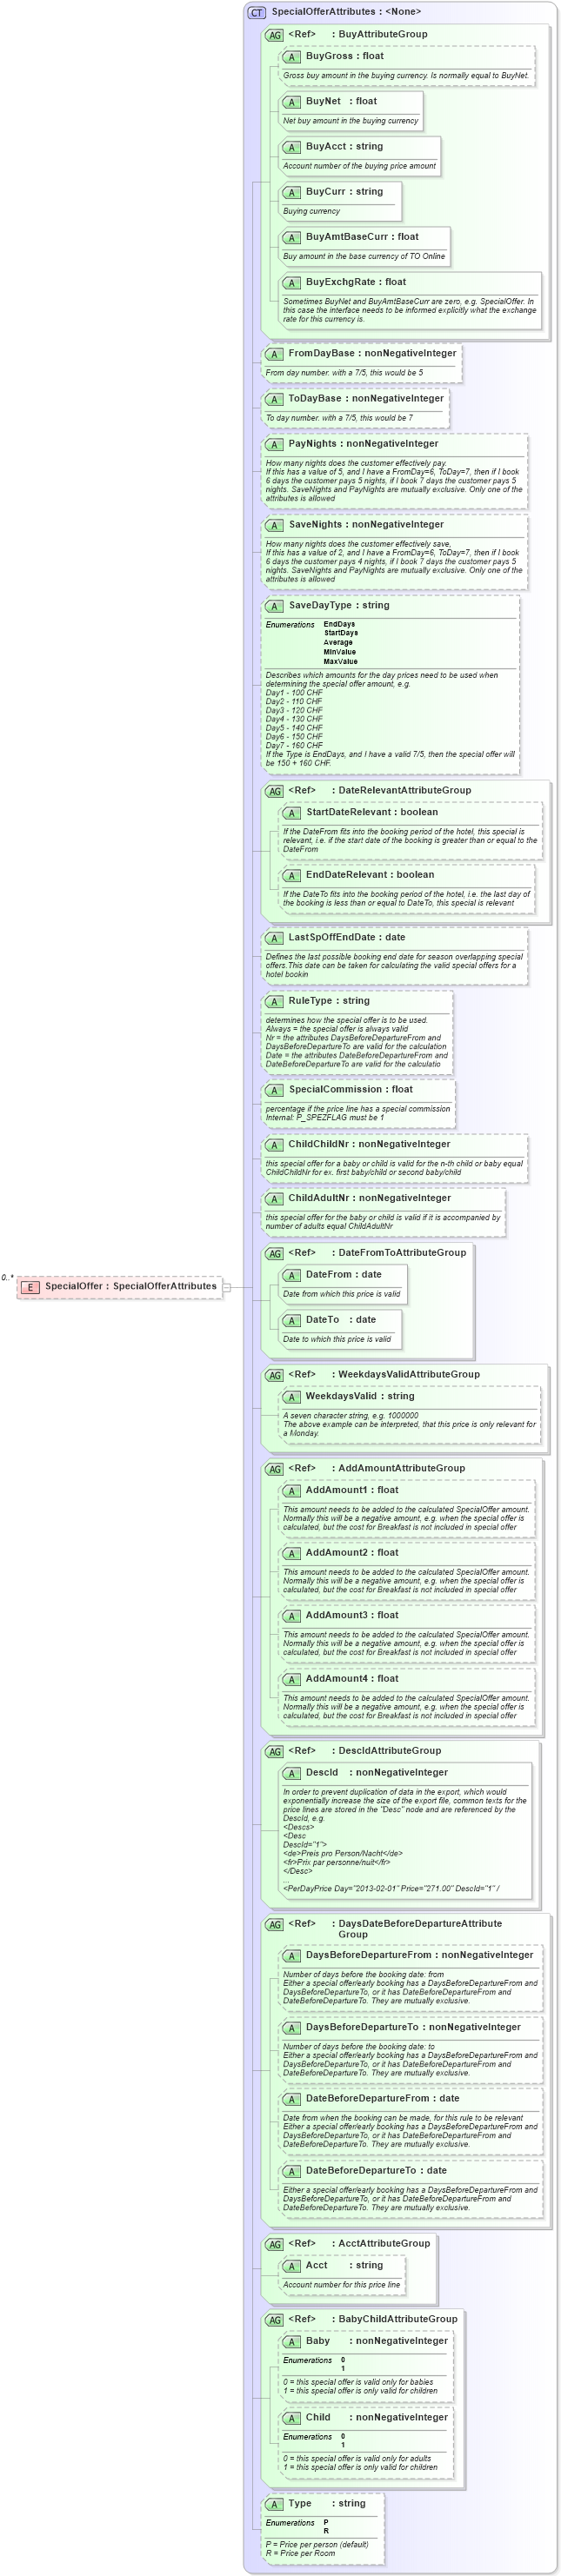 CT SpecialOfferAttributes : <None>
AG <Ref> : BuyAttributeGroup
A BuyGross : float
Gross buy amount in the buying currency. Is normally equal to BuyNet.
A BuyNet : float
Net buy amount in the buying currency
A BuyAcct : string
Account number of the buying price amount
A BuyCurr : string
Buying currency
A BuyAmtBaseCurr : float
Buy amount in the base currency of TO Online
A BuyExchgRate : float
Sometimes BuyNet and BuyAmtBaseCurr are zero, e.g. SpecialOffer. In
this case the interface needs to be informed explicitly what the exchange
rate for this currency is.
A FromDayBase : nonNegativeInteger
From day number. with a 7/5, this would be 5
A ToDayBase : nonNegativeInteger
To day number. with a 7/5, this would be 7
A PayNights : nonNegativeInteger
How many nights does the customer effectively pay.
If this has a value of 5, and I have a FromDay=6, ToDay=7, then if I book
6 days the customer pays 5 nights, if I book 7 days the customer pays 5
nights. SaveNights and PayNights are mutually exclusive. Only one of the
attributes is allowed
A SaveNights : nonNegativeInteger
How many nights does the customer effectively save,
If this has a value of 2, and I have a FromDay=6, ToDay=7, then if I book
6 days the customer pays 4 nights, if I book 7 days the customer pays 5
nights. SaveNights and PayNights are mutually exclusive. Only one of the
attributes is allowed
A SaveDayType : string
Enumerations EndDays
StartDays
Average
MinValue
MaxValue
Describes which amounts for the day prices need to be used when
determining the special offer amount, e.g.
Day1 - 100 CHF
Day2 - 110 CHF
Day3 - 120 CHF
Day4 - 130 CHF
Day5 - 140 CHF
Day6 - 150 CHF
Day7 - 160 CHF
If the Type is EndDays, and I have a valid 7/5, then the special offer will
be 150 + 160 CHF.
AG <Ref> : DateRelevantAttributeGroup
A StartDateRelevant : boolean
If the DateFrom fits into the booking period of the hotel, this special is
relevant, i.e. if the start date of the booking is greater than or equal to the
DateFrom
A EndDateRelevant : boolean
If the DateTo fits into the booking period of the hotel, i.e. the last day of
the booking is less than or equal to DateTo, this special is relevant
A LastSpOffEndDate : date
Defines the last possible booking end date for season overlapping special
offers.This date can be taken for calculating the valid special offers for a
hotel bookin
A RuleType : string
determines how the special offer is to be used.
Always = the special offer is always valid
Nr = the attributes DaysBeforeDepartureFrom and
DaysBeforeDepartureTo are valid for the calculation
Date = the attributes DateBeforeDepartureFrom and
DateBeforeDepartureTo are valid for the calculatio
A SpecialCommission : float
percentage if the price line has a special commission
Internal: P_SPEZFLAG must be 1
A ChildChildNr : nonNegativeInteger
this special offer for a baby or child is valid for the n-th child or baby equal
ChildChildNr for ex. first baby/child or second baby/child
A ChildAdultNr : nonNegativeInteger
this special offer for the baby or child is valid if it is accompanied by
number of adults equal ChildAdultNr
0..*
E SpecialOffer : SpecialOfferAttributes
AG <Ref> : DateFromToAttributeGroup
A DateFrom : date
Date from which this price is valid
A DateTo : date
Date to which this price is valid
AG <Ref> : WeekdaysValidAttributeGroup
A WeekdaysValid : string
A seven character string, e.g. 1000000
The above example can be interpreted, that this price is only relevant for
a Monday.
AG <Ref> : AddAmountAttributeGroup
A AddAmount1 : float
This amount needs to be added to the calculated SpecialOffer amount.
Normally this will be a negative amount, e.g. when the special offer is
calculated, but the cost for Breakfast is not included in special offer
A AddAmount2 : float
This amount needs to be added to the calculated SpecialOffer amount.
Normally this will be a negative amount, e.g. when the special offer is
calculated, but the cost for Breakfast is not included in special offer
A AddAmount3 : float
This amount needs to be added to the calculated SpecialOffer amount.
Normally this will be a negative amount, e.g. when the special offer is
calculated, but the cost for Breakfast is not included in special offer
A AddAmount4 : float
This amount needs to be added to the calculated SpecialOffer amount.
Normally this will be a negative amount, e.g. when the special offer is
calculated, but the cost for Breakfast is not included in special offer
AG <Ref> : DescIdAttributeGroup
A DescId : nonNegativeInteger
In order to prevent duplication of data in the export, which would
exponentially increase the size of the export file, common texts for the
price lines are stored in the "Desc" node and are referenced by the
DescId, e.g.
<Descs>
<Desc
DescId="1">
<de>Preis pro Person/Nacht</de>
<fr>Prix par personne/nuit</fr>
</Desc>
...
<PerDayPrice Day="2013-02-01" Price="271.00" DescId="1" /
AG <Ref> : DaysDateBeforeDepartureAttribute
Group
A DaysBeforeDepartureFrom : nonNegativeInteger
Number of days before the booking date: from
Either a special offer/early booking has a DaysBeforeDepartureFrom and
DaysBeforeDepartureTo, or it has DateBeforeDepartureFrom and
DateBeforeDepartureTo. They are mutually exclusive.
A DaysBeforeDepartureTo : nonNegativeInteger
Number of days before the booking date: to
Either a special offer/early booking has a DaysBeforeDepartureFrom and
DaysBeforeDepartureTo, or it has DateBeforeDepartureFrom and
DateBeforeDepartureTo. They are mutually exclusive.
A DateBeforeDepartureFrom : date
Date from when the booking can be made, for this rule to be relevant
Either a special offer/early booking has a DaysBeforeDepartureFrom and
DaysBeforeDepartureTo, or it has DateBeforeDepartureFrom and
DateBeforeDepartureTo. They are mutually exclusive.
A DateBeforeDepartureTo : date
Either a special offer/early booking has a DaysBeforeDepartureFrom and
DaysBeforeDepartureTo, or it has DateBeforeDepartureFrom and
DateBeforeDepartureTo. They are mutually exclusive.
AG <Ref> : AcctAttributeGroup
A Acct : string
Account number for this price line
AG <Ref> : BabyChildAttributeGroup
A Baby : nonNegativeInteger
Enumerations 0
1
0 = this special offer is valid only for babies
1 = this special offer is only valid for children
A Child : nonNegativeInteger
Enumerations 0
1
0 = this special offer is valid only for adults
1 = this special offer is only valid for children
A Type : string
Enumerations P
R
P = Price per person (default)
R = Price per Room